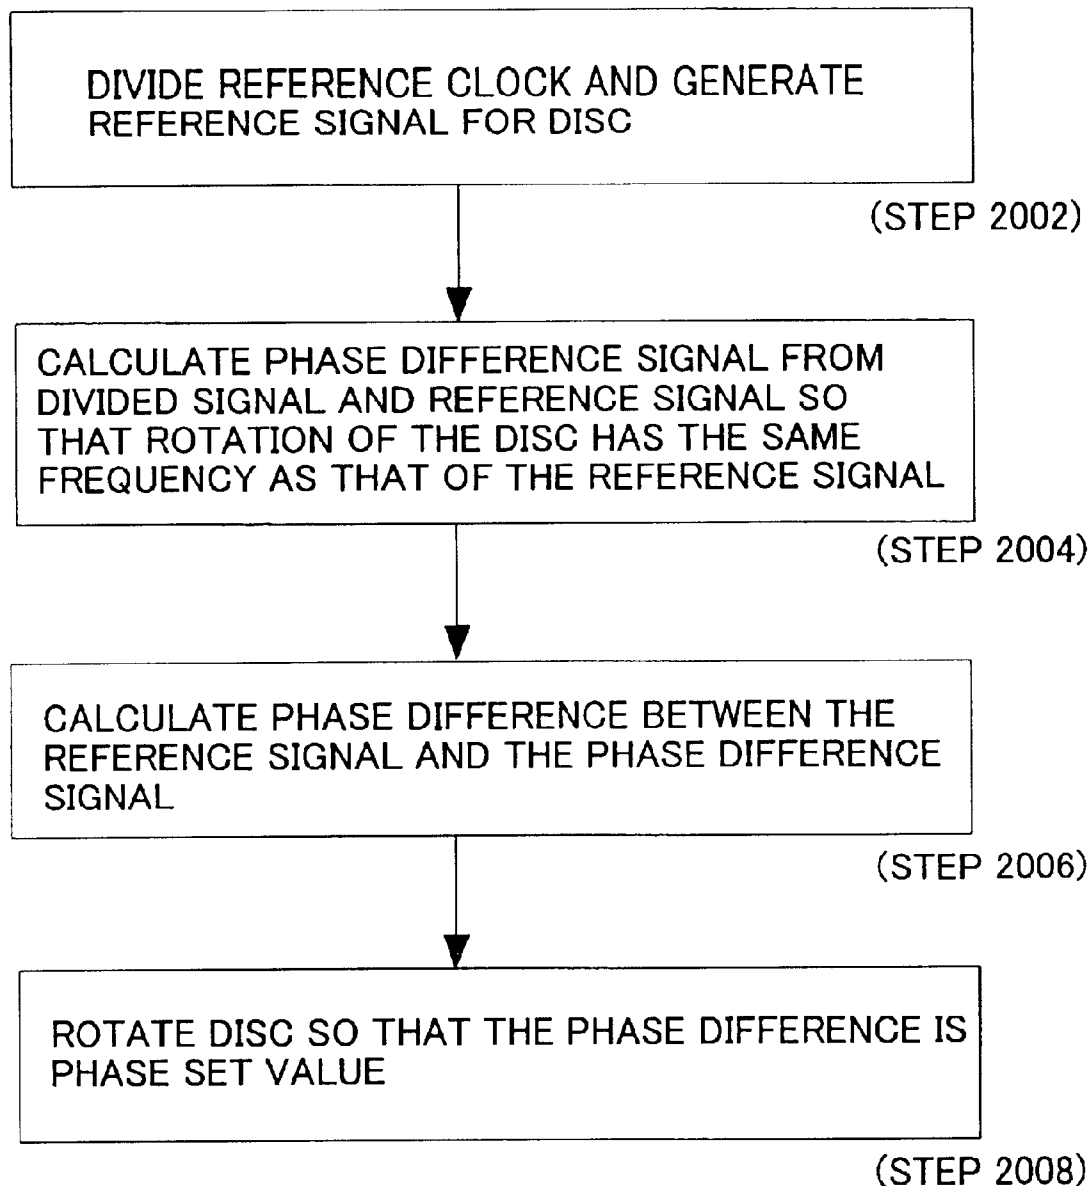 DIVIDE REFERENCE CLOCK AND GENERATE
REFERENCE SIGNAL FOR DISC
(STEP 2002)
CALCULATE PHASE DIFFERENCE SIGNAL FROM
DIVIDED SIGNAL AND REFERENCE SIGNAL SO
THAT ROTATION OF THE DISC HAS THE SAME
FREQUENCY AS THAT OF THE REFERENCE SIGNAL
(STEP 2004)
CALCULATE PHASE DIFFERENCE BETWEEN THE
REFERENCE SIGNAL AND THE PHASE DIFFERENCE
SIGNAL
(STEP 2006)
ROTATE DISC SO THAT THE PHASE DIFFERENCE IS
PHASE SET VALUE
(STEP 2008)